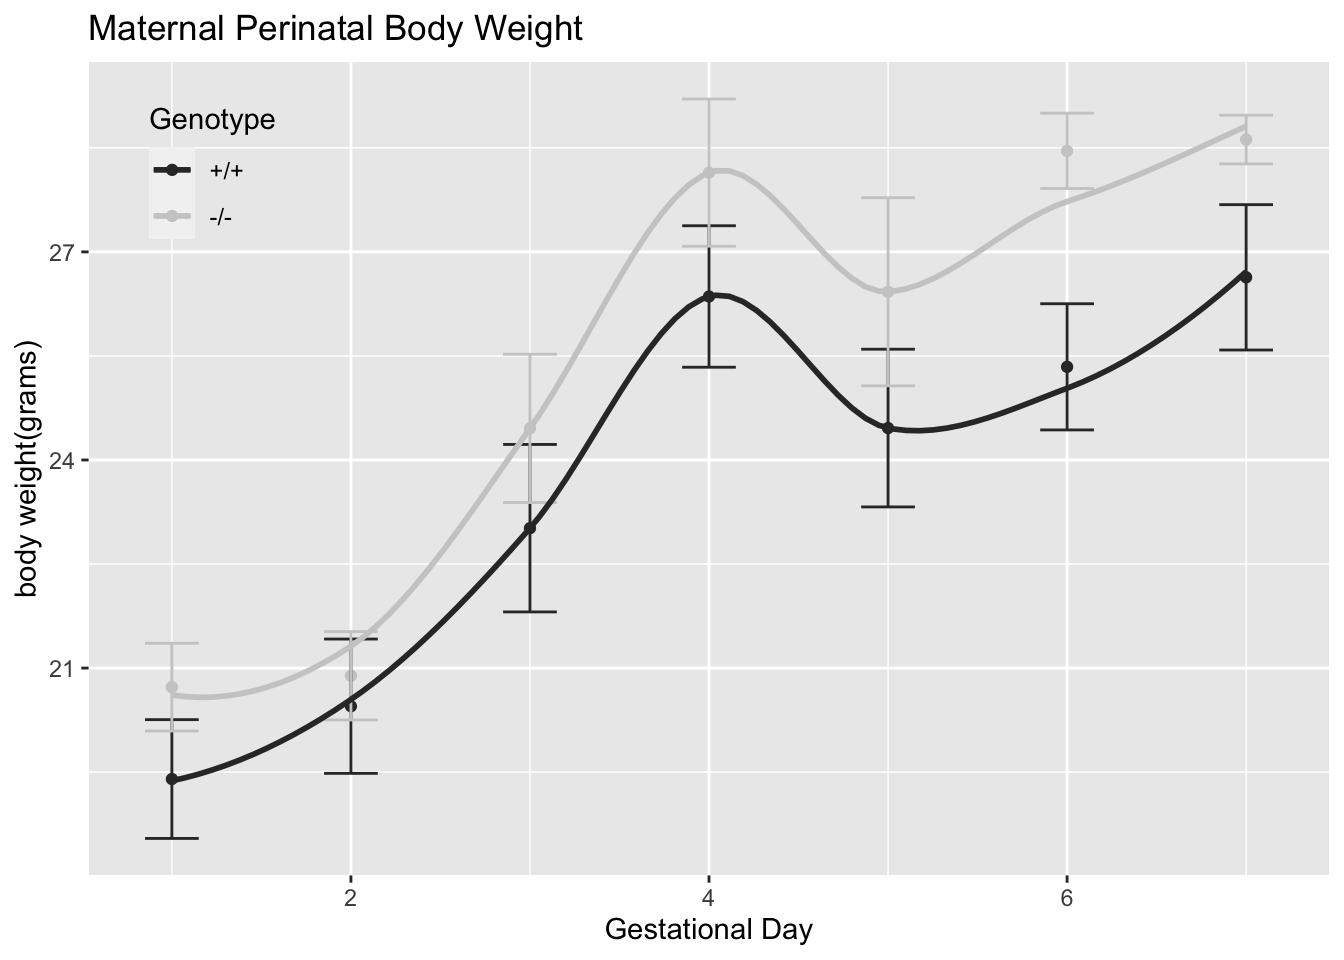 Maternal Perinatal Body Weight
Genotype
+/+
-/-
27
24
21
body weight(grams)
2 4 6
Gestational Day